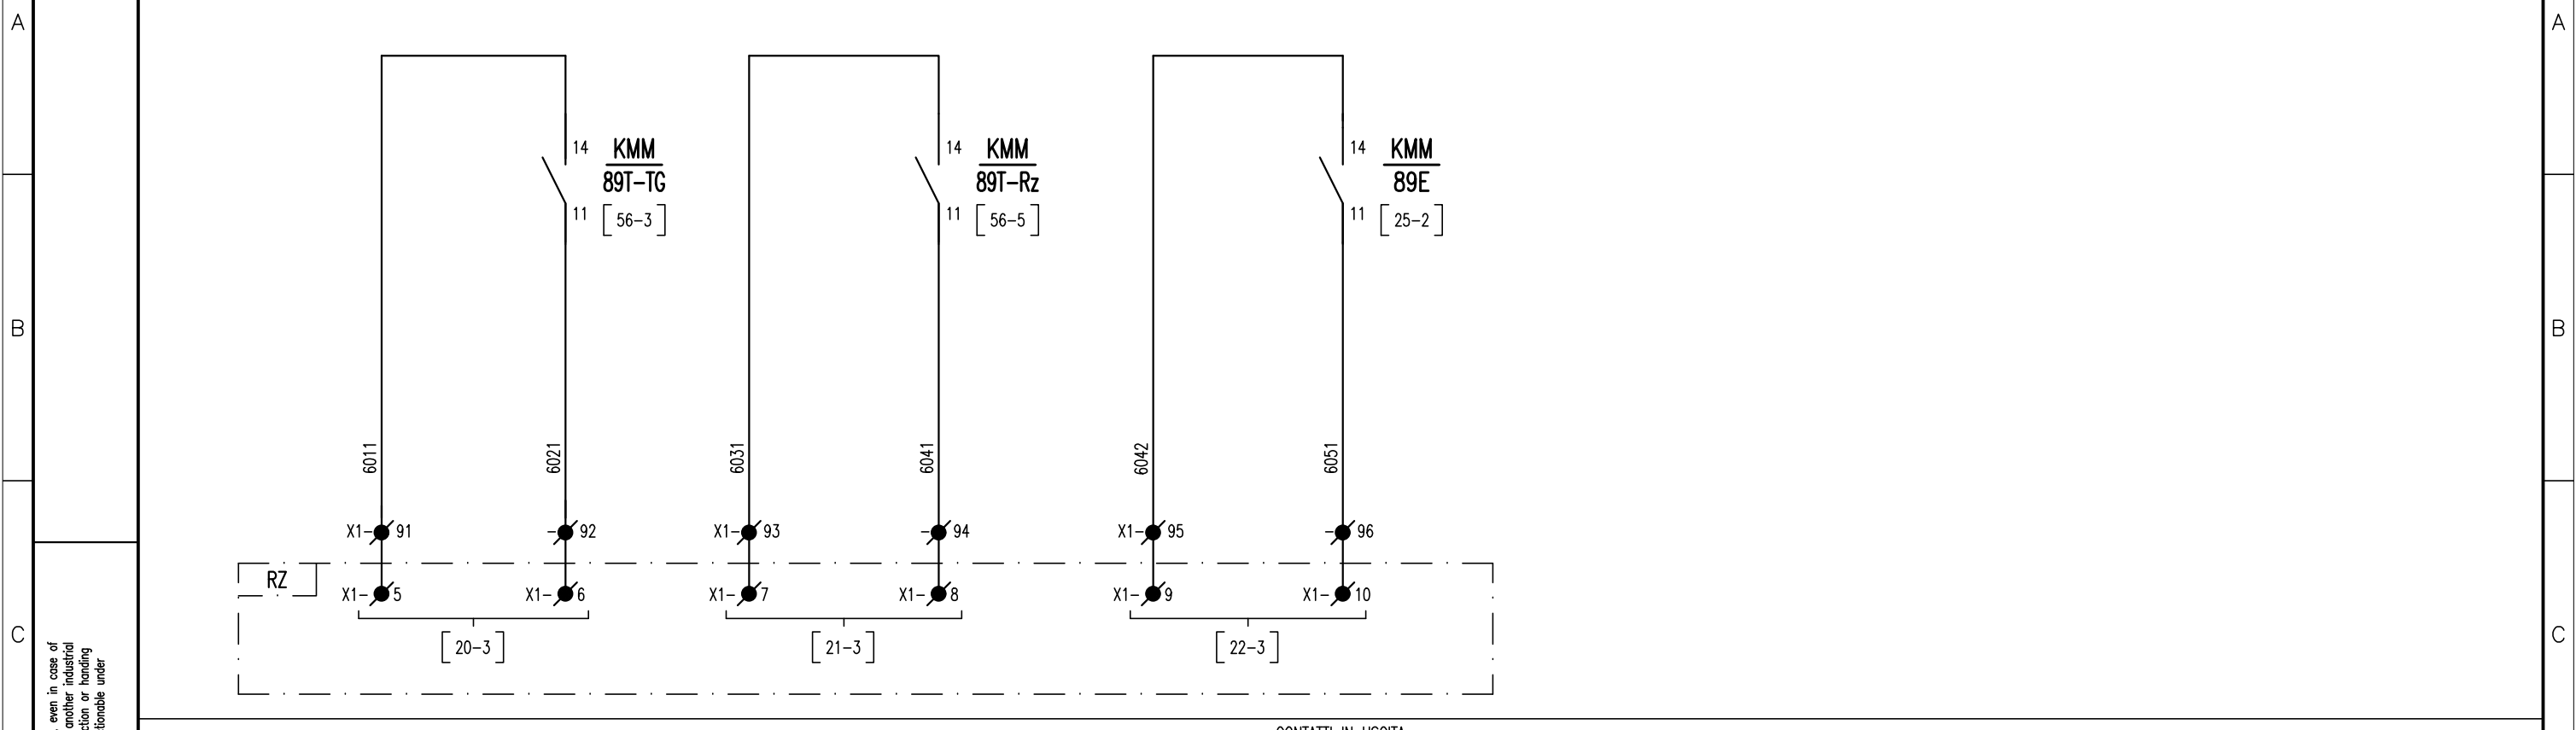 A
A
14
KMM
89T-TG
11
[56-3]
14
KMM
89T-Rz
11
[56-5]
14
KMM
89E
11
[25-2]
B
B
6011
6021
6031
6041
6042
6051
X1- 91
- 92
X1- 93
- 94
X1- 95
- 96
RZ
X1- 5
X1- 6
X1- 7
X1- 8
X1- 9
X1- 10
[20-3]
[21-3]
[22-3]
C
C
even in case of
another industrial
or handing
under